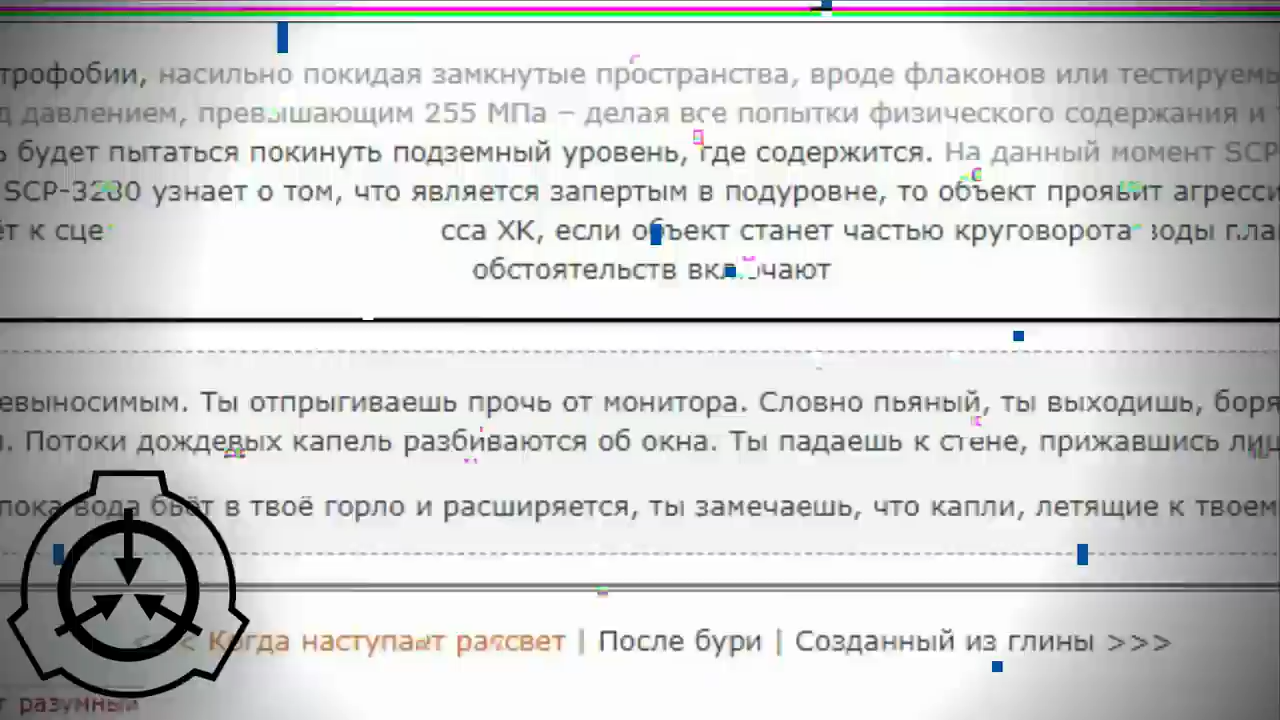 трофобии, насильно покидая замкнутые пространства, вроде флаконов или тестируемы
д давлением, превышающим 255 МПа – делая все попытки физического содержания и
ь будет пытаться покинуть подземный уровень, где содержится. На данный момент SCP
SCP-3280 узнает о том, что является запертым в подуровне, то объект проявит агресси
ёт к сце сса XK, если объект станет частью круговорота воды пла
обстоятельств включают
евыносимым. Ты отпрыгиваешь прочь от монитора. Словно пьяный, ты выходишь, боря
. Потоки дождевых капель разбиваются об окна. Ты падаешь к стене, прижавшись лиц
пока вода бьёт в твоё горло и расширяется, ты замечаешь, что капли, летящие к твоем
< < < Когда наступает рассвет | После бури | Созданный из глины >>>
т разумный